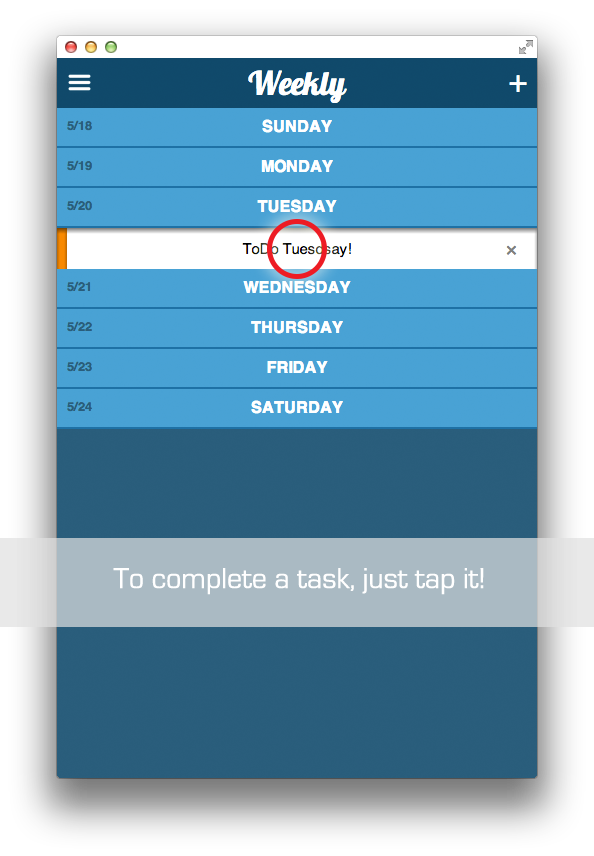 Weekly
5/18 SUNDAY
5/19 MONDAY
5/20 TUESDAY
ToDo Tuesdsay!
5/21 WEDNESDAY
5/22 THURSDAY
5/23 FRIDAY
5/24 SATURDAY
To complete a task, just tap it!